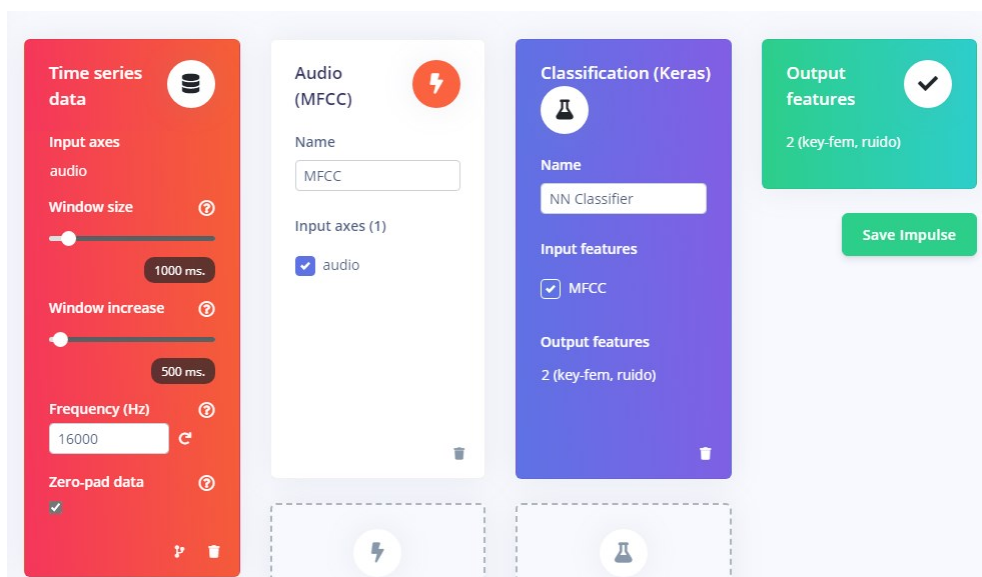 Time series
data
Input axes
audio
Window size
1000 ms.
Window increase
500 ms.
Frequency (Hz)
16000
Zero-pad data
Audio
(MFCC)
Name
MFCC
Input axes (1)
audio
Classification (Keras)
Name
NN Classifier
Input features
MFCC
Output features
2 (key-fem, ruido)
Output
features
2 (key-fem, ruido)
Save Impulse